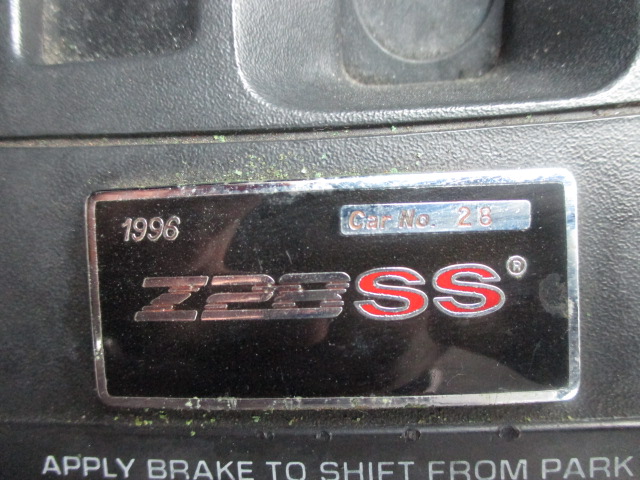 1996 Car No. 28
Z28SS®
APPLY BRAKE TO SHIFT FROM PARK